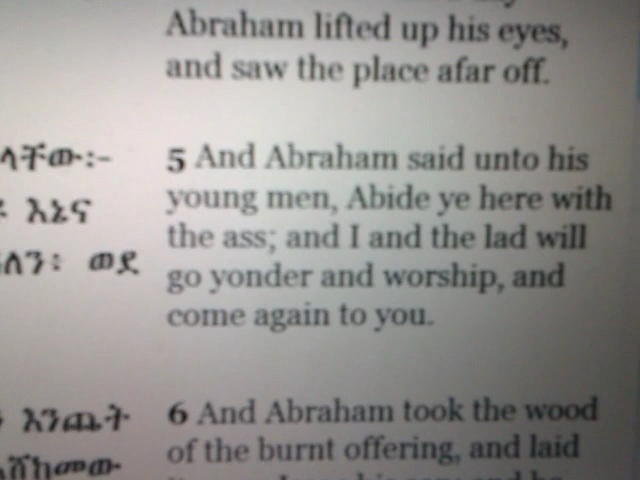 Abraham lifted up his eyes,
and saw the place afar off.
ላቸው፡-
እኔና
ለን፡ ወደ
5 And Abraham said unto his
young men, Abide ye here with
the ass; and I and the lad will
go yonder and worship, and
come again to you.
እንጨት
ሸከመው
6 And Abraham took the wood
of the burnt offering, and laid